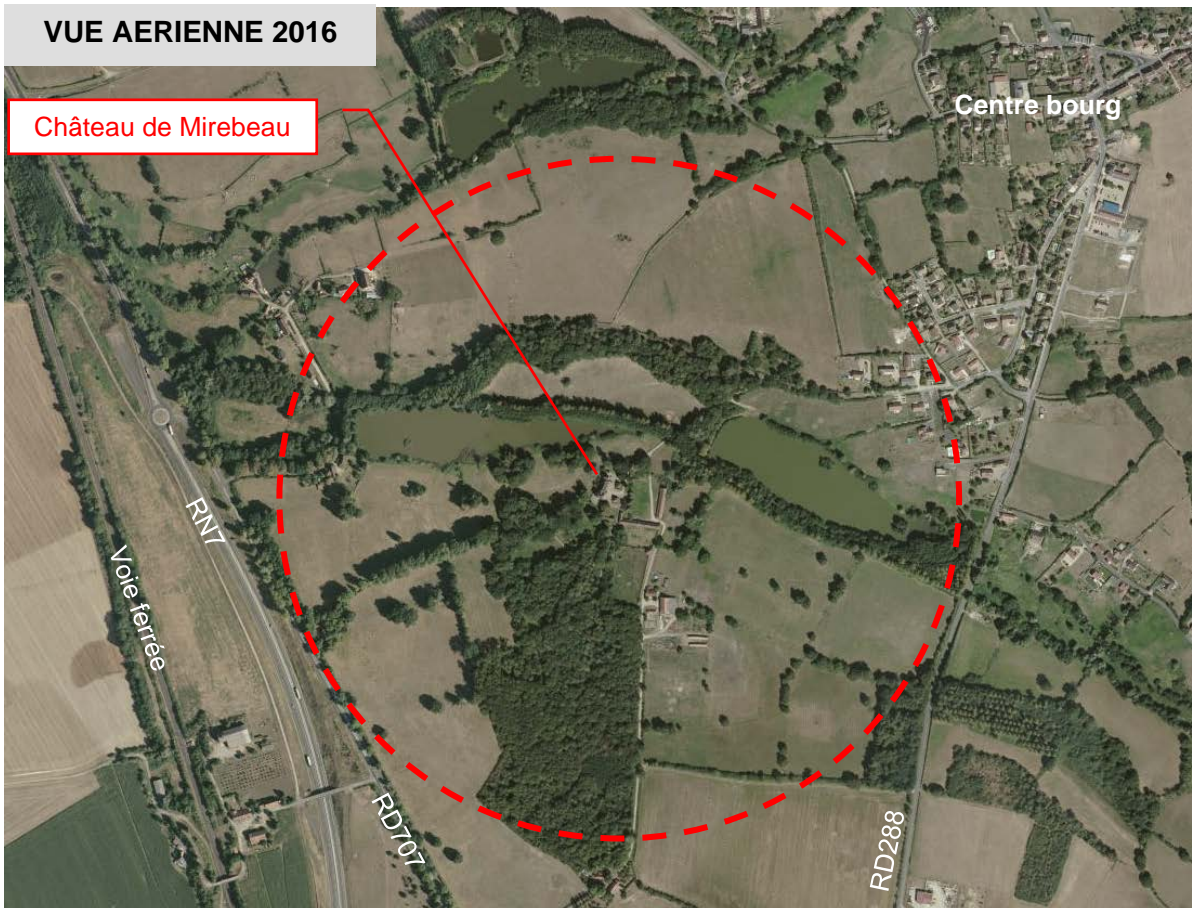 VUE AERIENNE 2016
Château de Mirebeau
Centre bourg
RN7
Voie ferrée
RD707
RD288